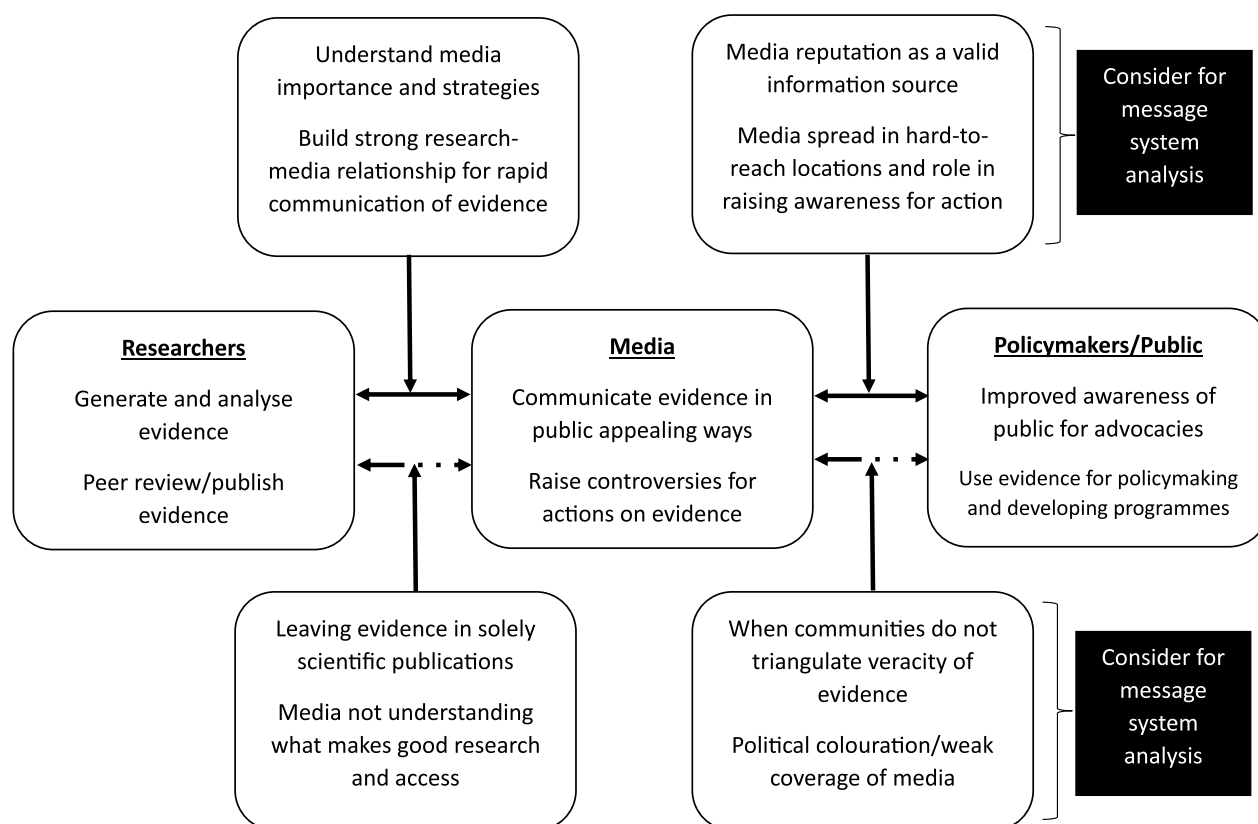 Understand media
importance and strategies
Build strong research-
media relationship for rapid
communication of evidence
Media reputation as a valid
information source
Media spread in hard-to-
reach locations and role in
raising awareness for action
Consider for
message
system
analysis
Researchers
Generate and analyse
evidence
Peer review/publish
evidence
Media
Communicate evidence in
public appealing ways
Raise controversies for
actions on evidence
Policymakers/Public
Improved awareness of
public for advocacies
Use evidence for policymaking
and developing programmes
Leaving evidence in solely
scientific publications
Media not understanding
what makes good research
and access
When communities do not
triangulate veracity of
evidence
Political colouration/weak
coverage of media
Consider for
message
system
analysis